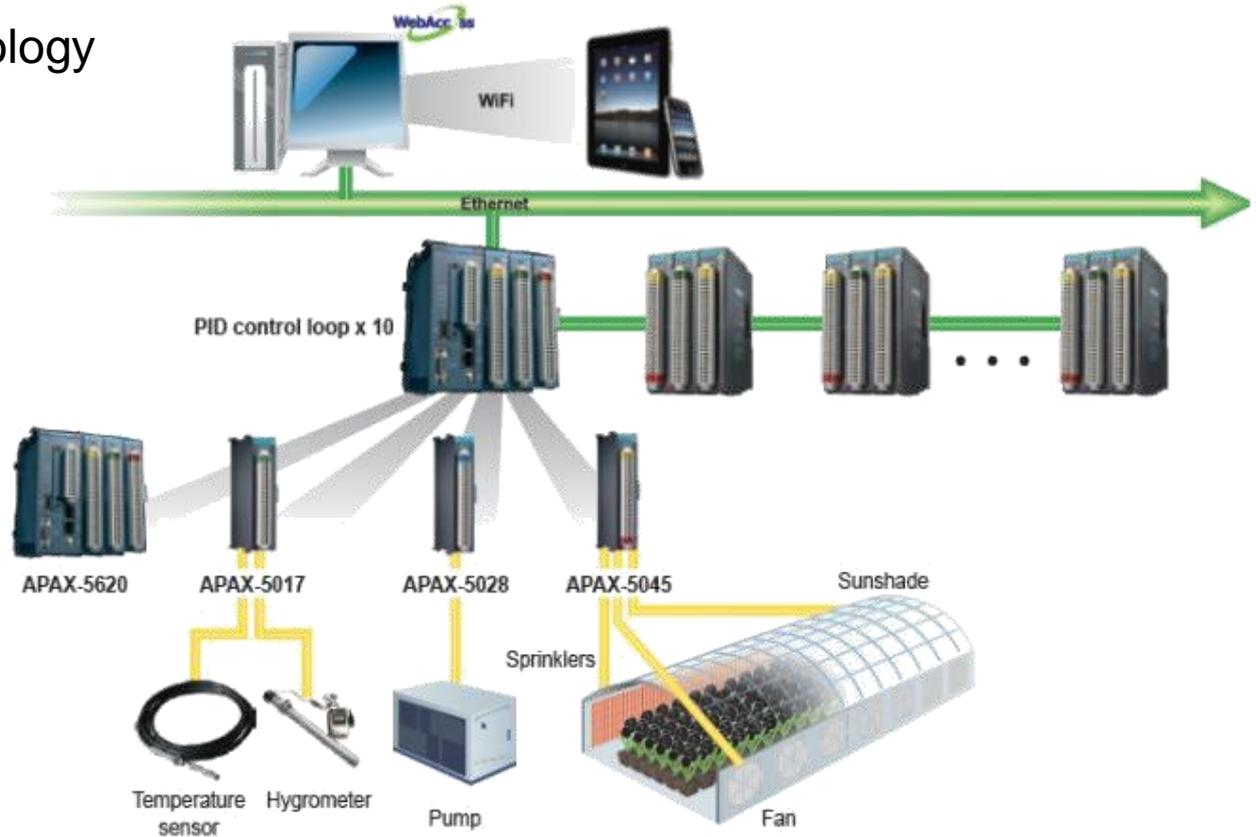 ology
WebAccess
WiFi
Ethernet
PID control loop x 10
APAX-5620
APAX-5017
APAX-5028
APAX-5045
Sunshade
Sprinklers
Temperature
sensor
Hygrometer
Pump
Fan